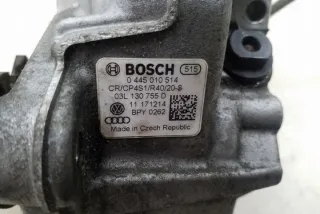 BOSCH 515
0 445 010 514
CR/CP4S1/R40/20-S
03L 130 755 D
11 171214
BPY 0262
Made in Czech Republic